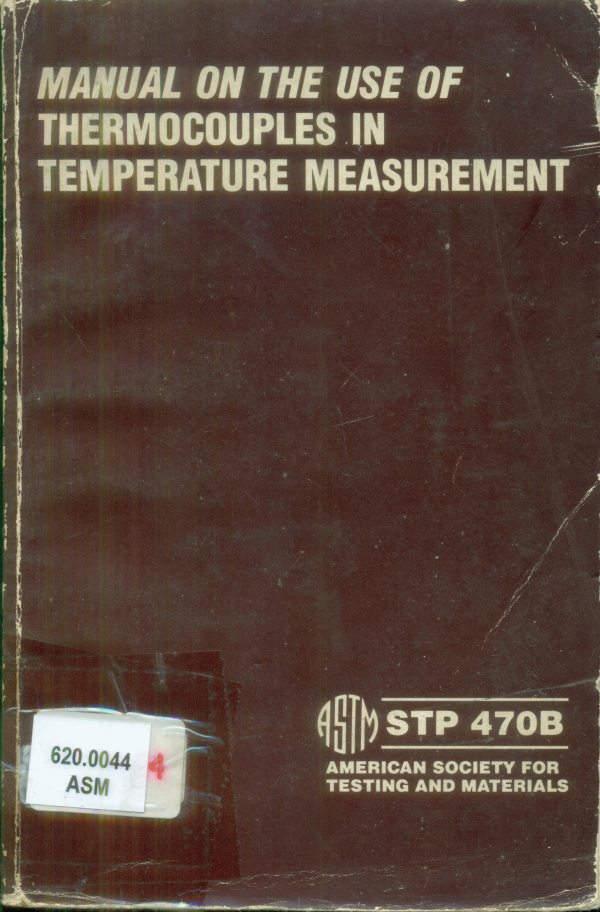 MANUAL ON THE USE OF
THERMOCOUPLES IN
TEMPERATURE MEASUREMENT
ASTM STP 470B
AMERICAN SOCIETY FOR
TESTING AND MATERIALS
620.0044
ASM
4